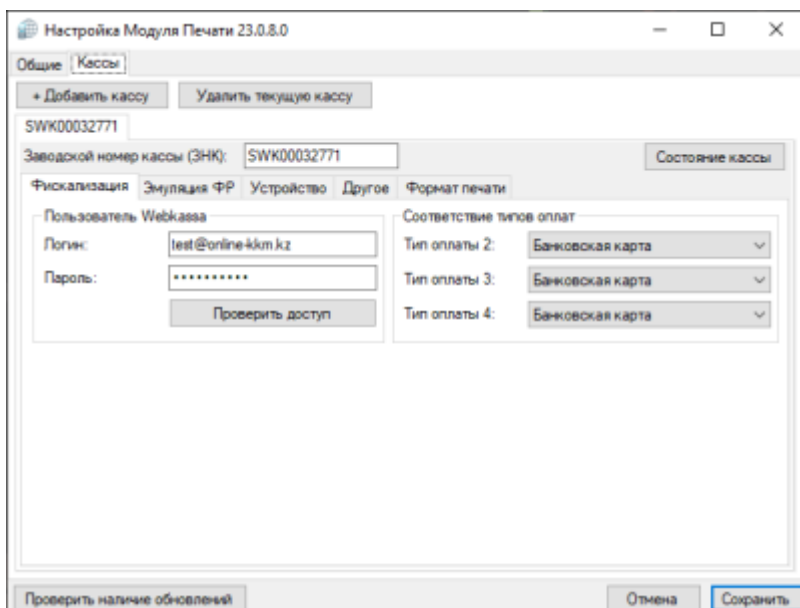 Настройка Модуля Печати 23.0.8.0
Общие Кассы
+ Добавить кассу Удалить текущую кассу
SWK00032771
Заводской номер кассы (ЗНК): SWK00032771 Состояние кассы
Фискализация Эмуляция ФР Устройство Другое Формат печати
Пользователь Webkassa Соответствие типов оплат
Логин: test@online-kkm.kz Тип оплаты 2: Банковская карта
Пароль: •••••••••• Тип оплаты 3: Банковская карта
Проверить доступ Тип оплаты 4: Банковская карта
Проверить наличие обновлений Отмена Сохранить